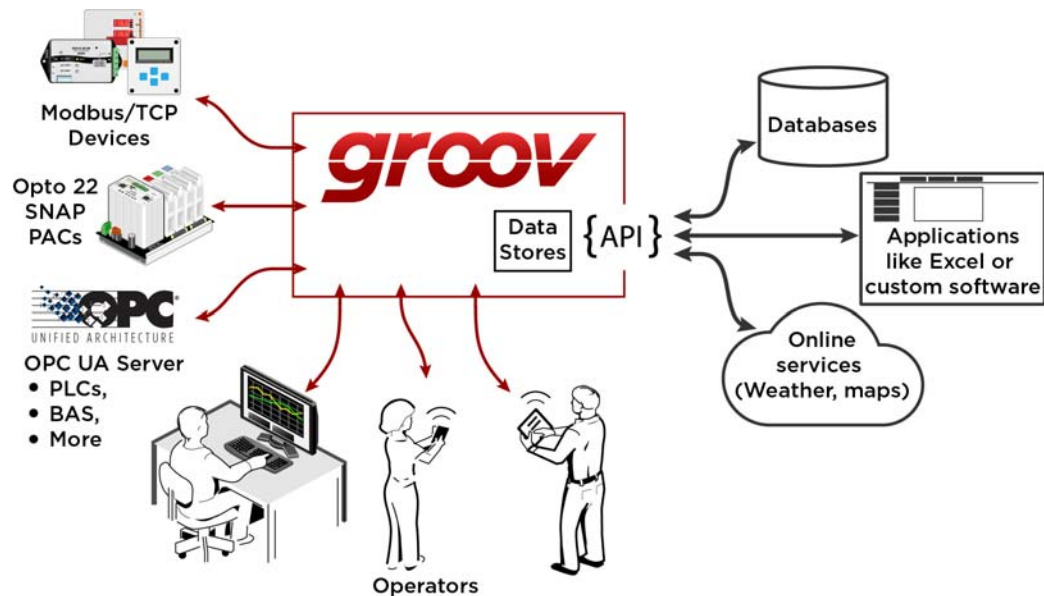 Modbus/TCP
Devices
Opto 22
SNAP
PACs
OPC®
UNIFIED ARCHITECTURE
OPC UA Server
• PLCs,
• BAS,
• More
groov
Data
Stores
{API}
Operators
Databases
Applications
like Excel or
custom software
Online
services
(Weather, maps)